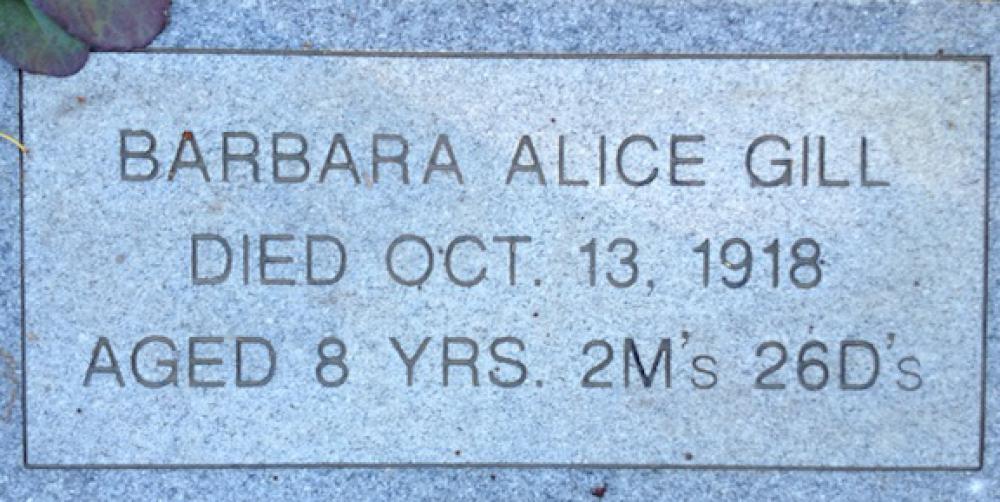 BARBARA ALICE GILL
DIED OCT. 13, 1918
AGED 8 YRS. 2M's 26D's